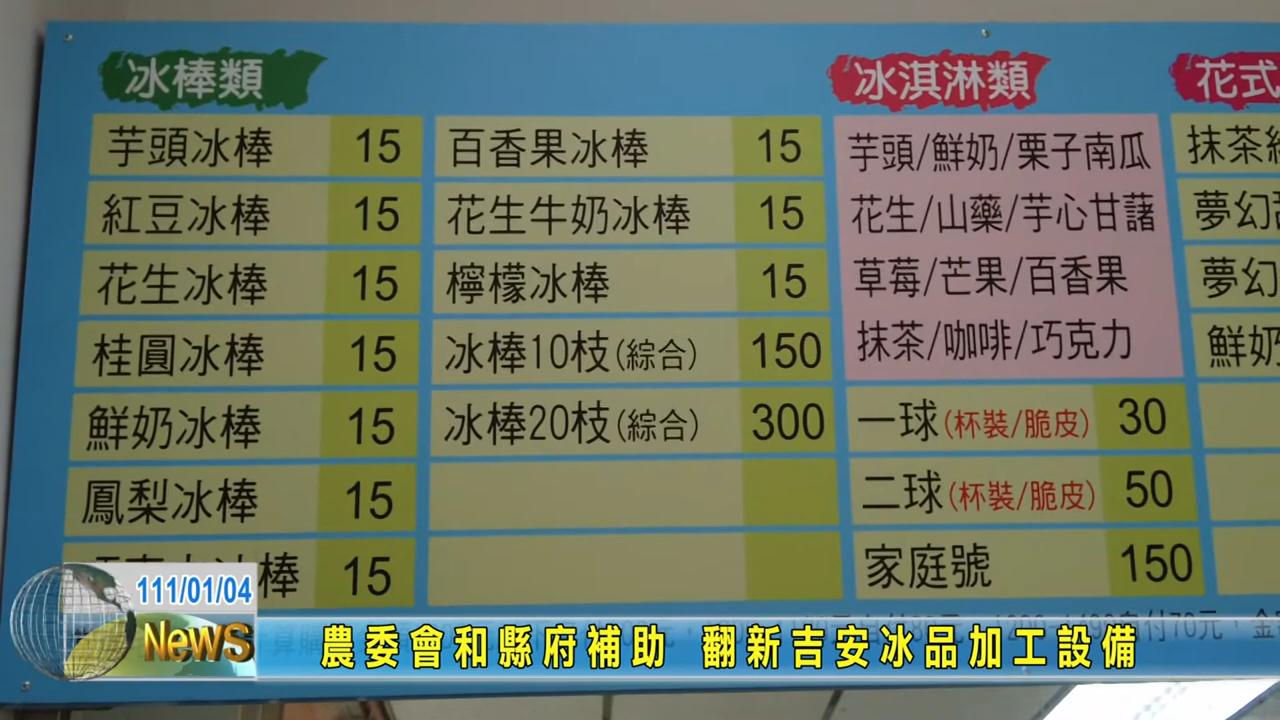 冰棒類
芋頭冰棒 15
紅豆冰棒 15
花生冰棒 15
桂圓冰棒 15
鮮奶冰棒 15
鳳梨冰棒 15
冰棒 15
百香果冰棒 15
花生牛奶冰棒 15
檸檬冰棒 15
冰棒10枝(綜合) 150
冰棒20枝(綜合) 300
冰淇淋類
芋頭/鮮奶/栗子南瓜
花生/山藥/芋心甘藷
草莓/芒果/百香果
抹茶/咖啡/巧克力
一球(杯裝/脆皮) 30
二球(杯裝/脆皮) 50
家庭號 150
花式
抹茶
夢幻
夢幻
鮮奶
111/01/04
NewS
農委會和縣府補助 翻新吉安冰品加工設備